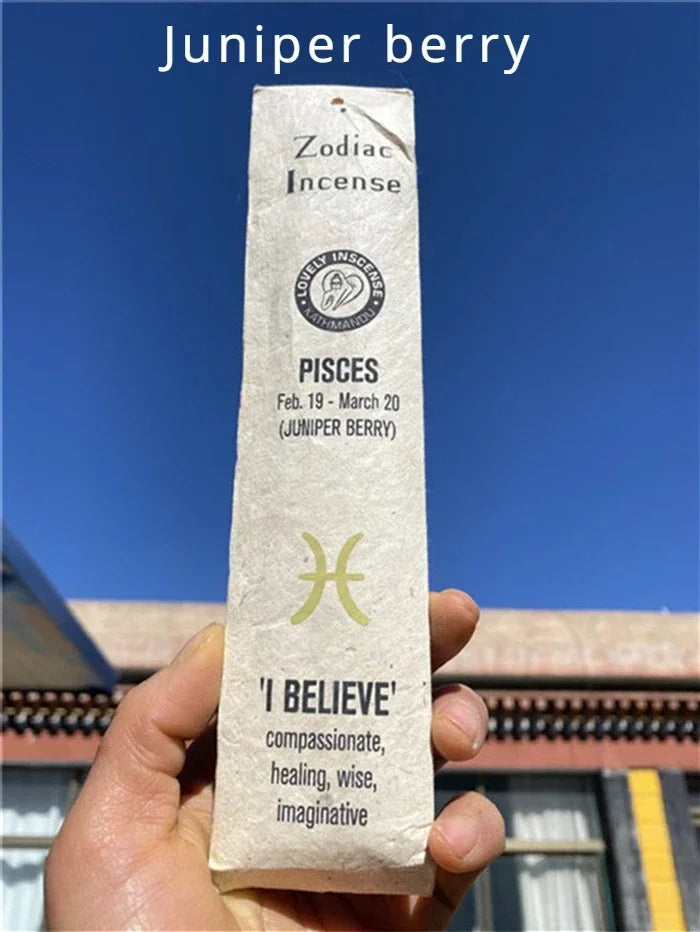 Juniper berry
Zodiac
Incense
LOVELY INSCENSE
KATHMANDU
PISCES
Feb. 19 - March 20
(JUNIPER BERRY)
'I BELIEVE'
compassionate,
healing, wise,
imaginative